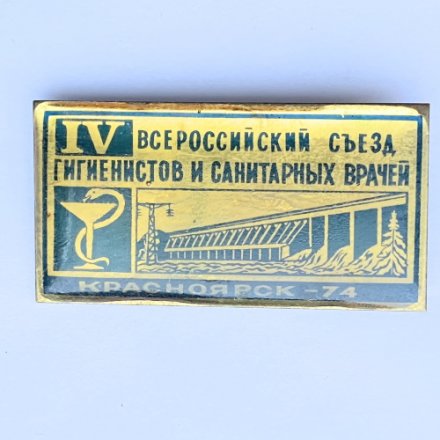 IV ВСЕРОССИЙСКИЙ СЪЕЗД
ГИГИЕНИСТОВ И САНИТАРНЫХ ВРАЧЕЙ
КРАСНОЯРСК -74